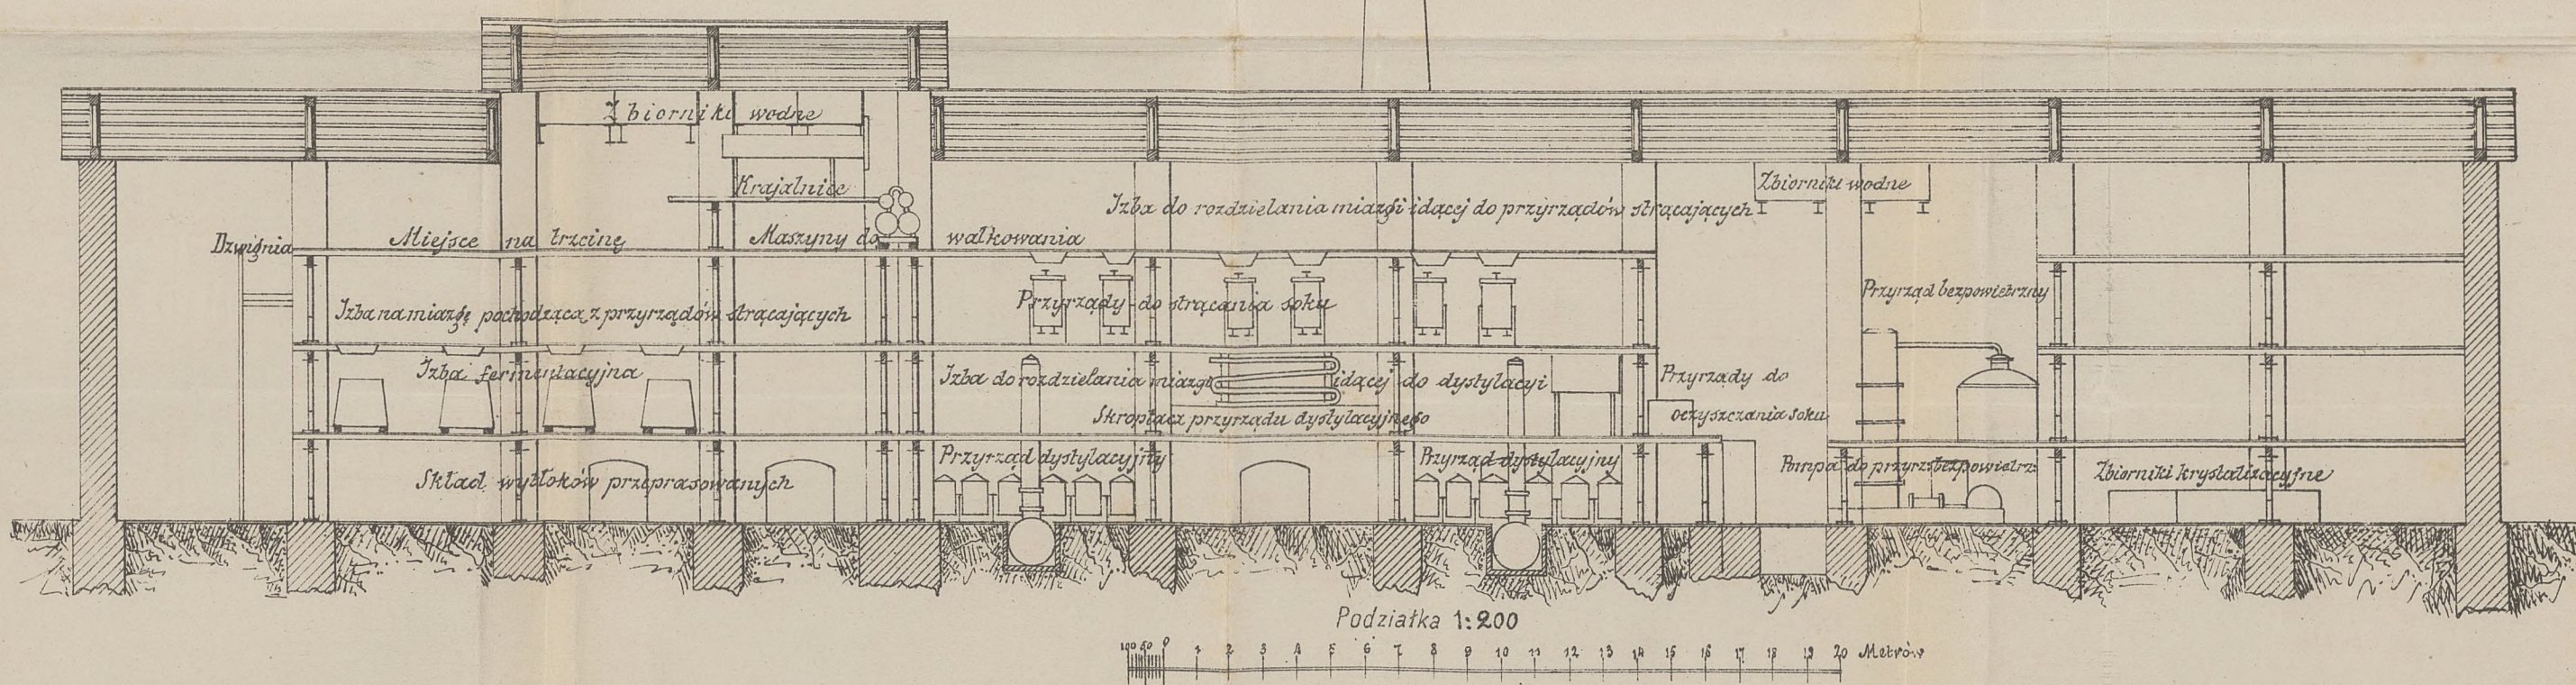 Zbiorniki wodne
Krajalnice
Zbiorniki wodne
Izba do rozdzielania miazgi idącej do przyrządów strącających
Dzwignia
Miejsce na trzcinę
Maszyny do wałkowania
Przyrząd bezpowietrzny
Izba na miazgę pochodzącą z przyrządów strącających
Przyrządy do strącania soku
Izba fermentacyjna
Izba do rozdzielania miazgi idącej do dystylacyi
Przyrządy do
oczyszczania soku
Skraplacz przyrządu dystylacyjnego
Przyrząd dystylacyjny
Przyrząd dystylacyjny
Pompa do przyrz. bezpowietrz.
Zbiorniki krystalizacyjne
Skład wytłoków przeprasowanych
Podziałka 1:200
100 50 0 1 2 3 4 5 6 7 8 9 10 11 12 13 14 15 16 17 18 19 20 Metrów